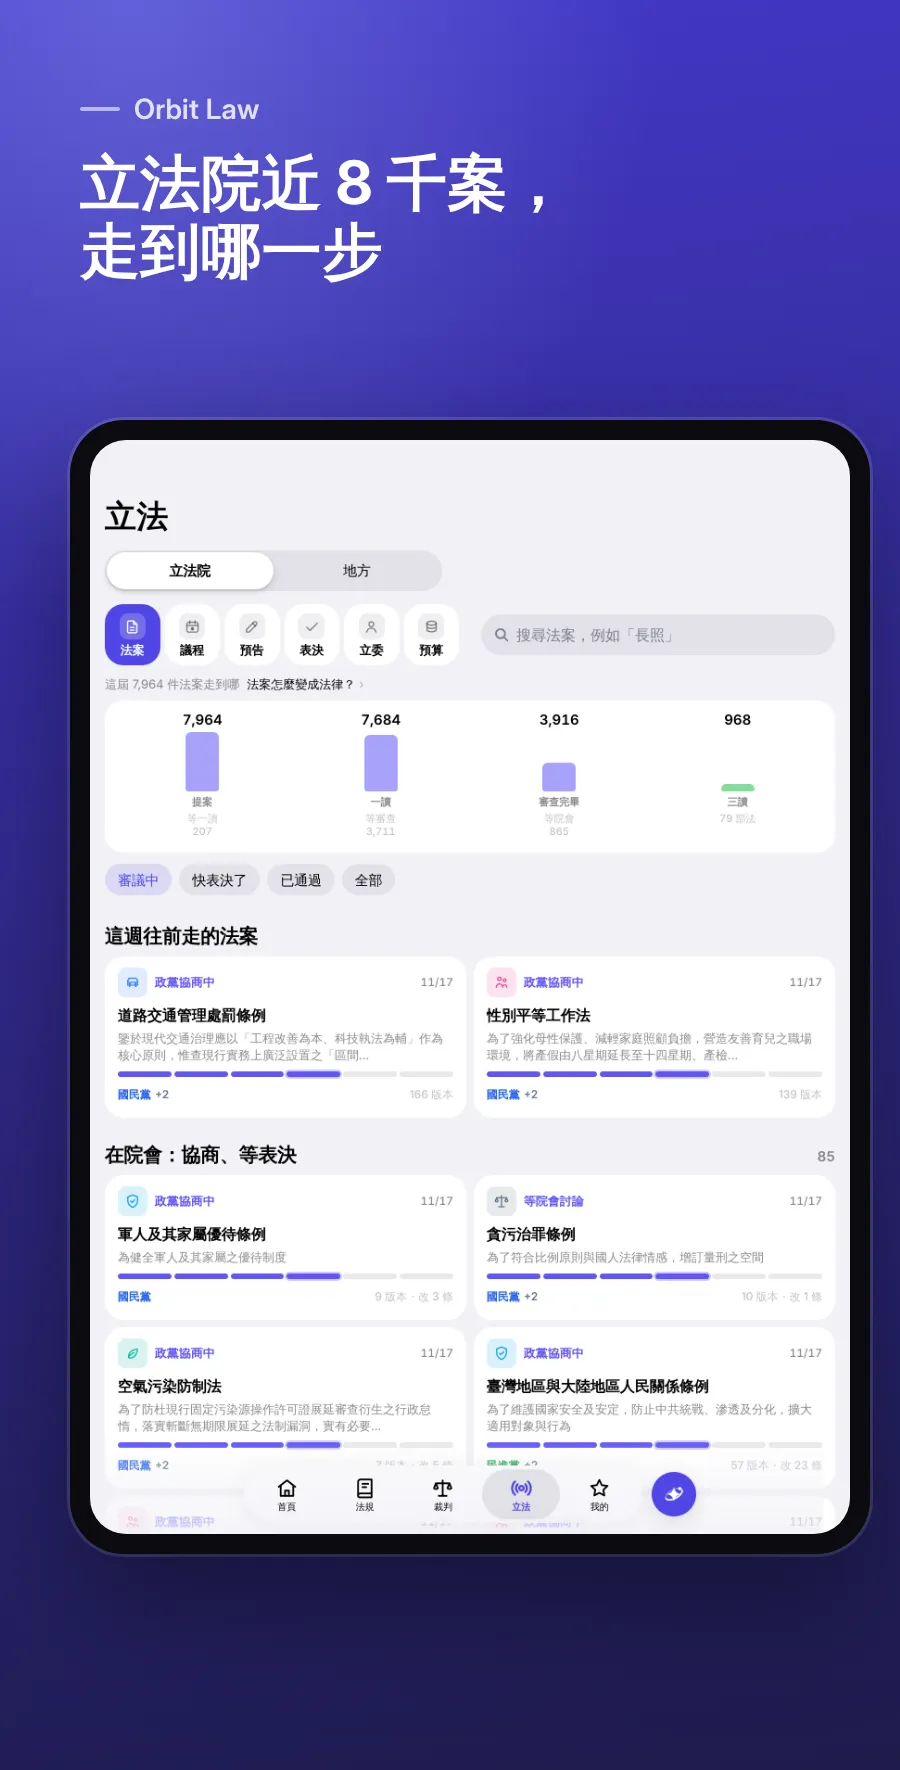 Orbit Law
立法院近 8 千案，
走到哪一步
立法
立法院
地方
法案
議程
預告
表決
立委
預算
搜尋法案，例如「長照」
這屆 7,964 件法案走到哪 法案怎麼變成法律？ ›
7,964
7,684
3,916
968
提案
一讀
審查完畢
三讀
等一讀
等審查
等院會
79 部法
207
3,711
865
審議中
快表決了
已通過
全部
這週往前走的法案
政黨協商中
11/17
道路交通管理處罰條例
鑒於現代交通治理應以「工程改善為本、科技執法為輔」作為
核心原則，惟查現行實務上廣泛設置之「區間...
國民黨 +2
166 版本
政黨協商中
11/17
性別平等工作法
為了強化母性保護、減輕家庭照顧負擔，營造友善育兒之職場
環境，將產假由八星期延長至十四星期、產檢...
國民黨 +2
139 版本
在院會：協商、等表決
85
政黨協商中
11/17
軍人及其家屬優待條例
為健全軍人及其家屬之優待制度
國民黨
9 版本 · 改 3 條
等院會討論
11/17
貪污治罪條例
為了符合比例原則與國人法律情感，增訂量刑之空間
國民黨 +2
10 版本 · 改 1 條
政黨協商中
11/17
空氣污染防制法
為了防杜現行固定污染源操作許可證展延審查衍生之行政怠
惰，落實斬斷無期限展延之法制漏洞，實有必要...
國民黨 +2
7 版本 · 改 5 條
政黨協商中
11/17
臺灣地區與大陸地區人民關係條例
為了維護國家安全及安定，防止中共統戰、滲透及分化，擴大
適用對象與行為
民進黨 +2
57 版本 · 改 23 條
政黨協商中
政黨協商中
11/17
首頁
法規
裁判
立法
我的